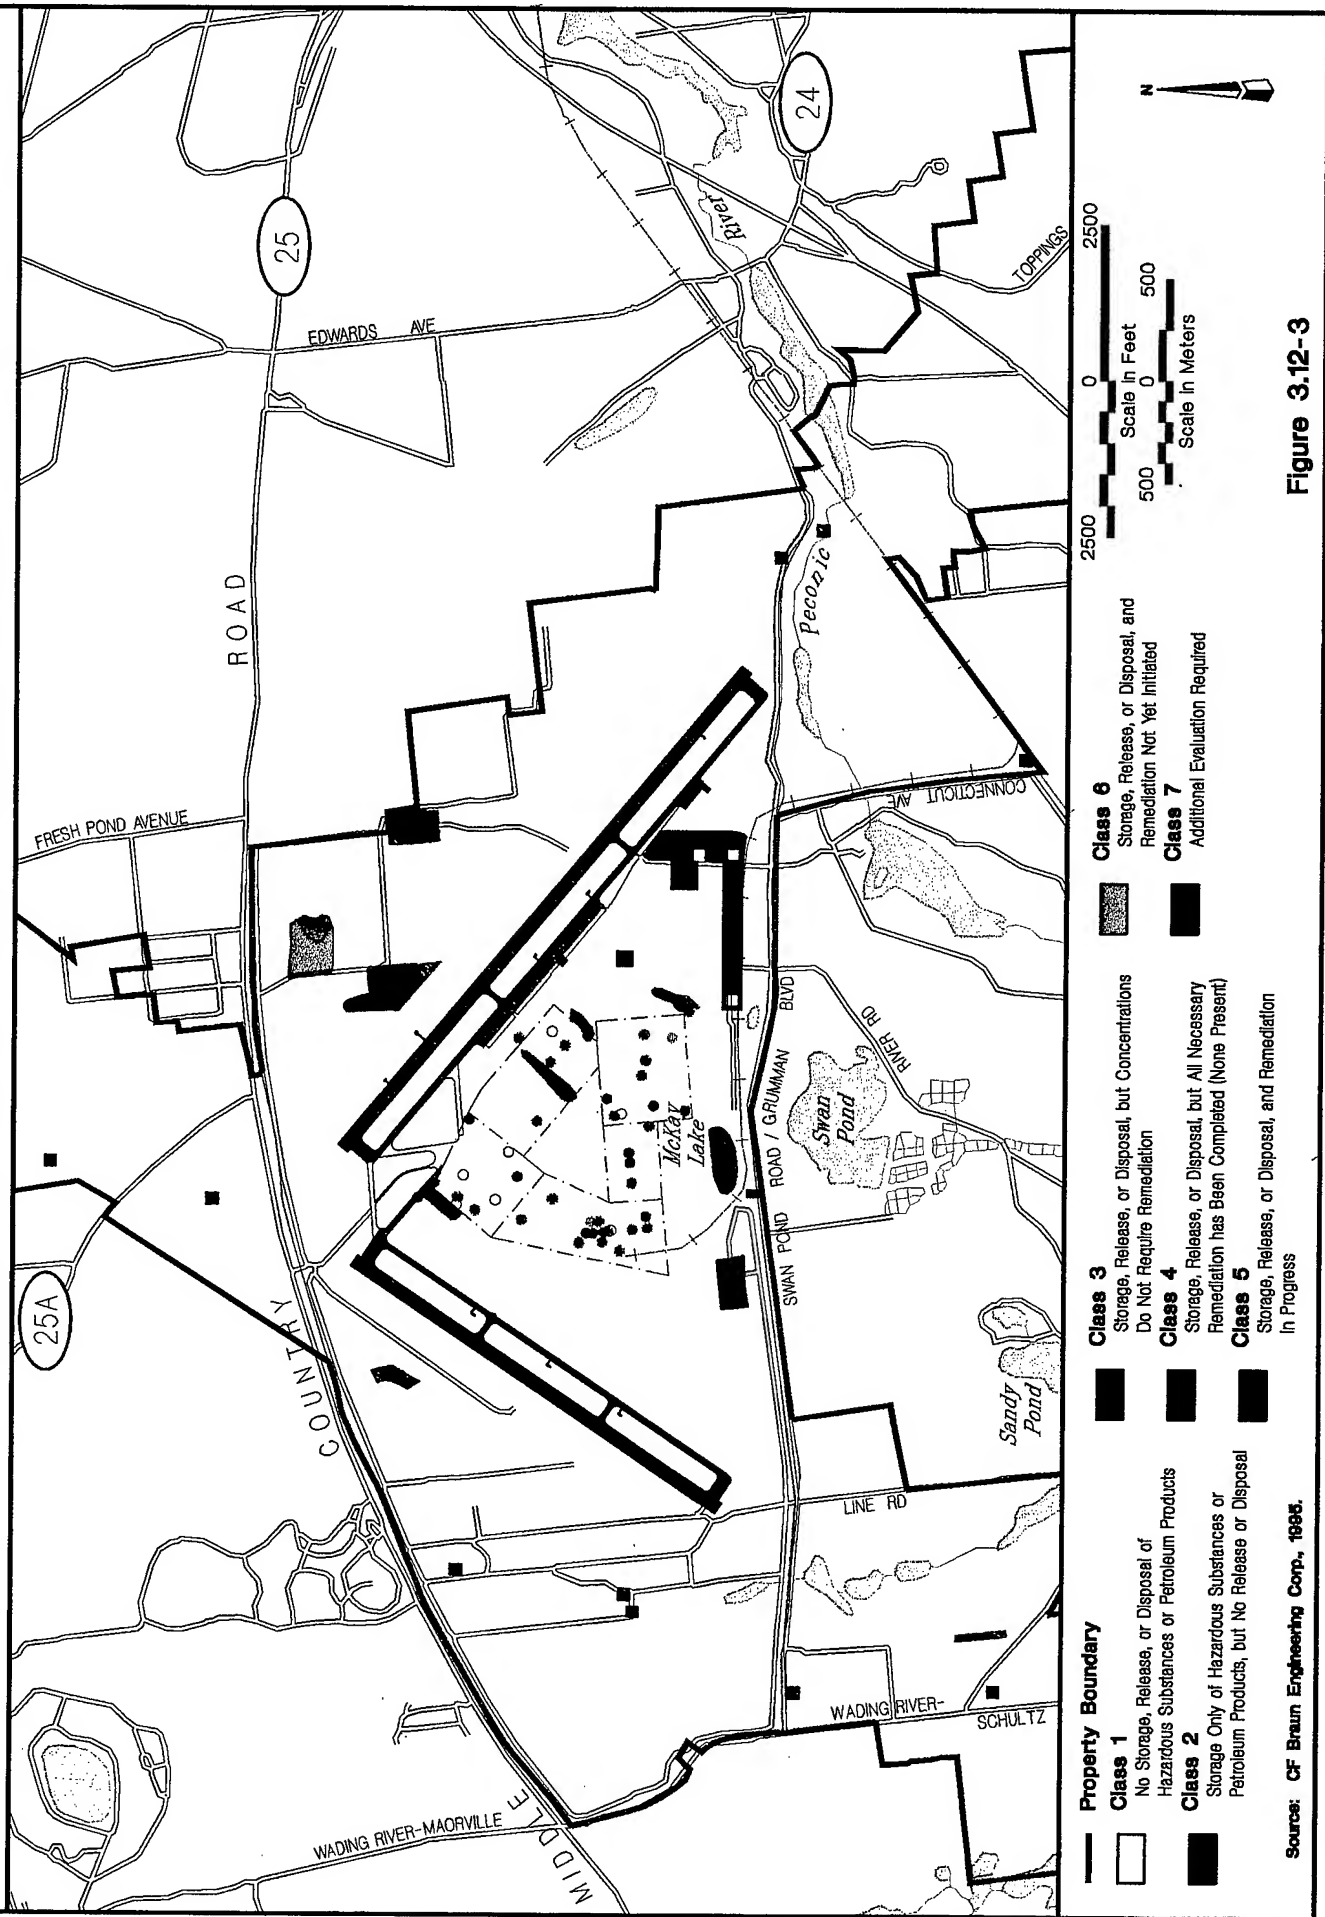 25A
25
24
FRESH POND AVENUE
ROAD
EDWARDS AVE
COUNTRY
MIDDLE
WADING RIVER-MAORVILLE
McKay
Lake
SWAN POND ROAD / GRUMMAN BLVD
Swan
Pond
RIVER RD
Sandy
Pond
LINE RD
WADING RIVER-
SCHULTZ
CONNECTICUT AVE
Peconic
River
TOPPINGS
Property Boundary
Class 1
No Storage, Release, or Disposal of
Hazardous Substances or Petroleum Products
Class 2
Storage Only of Hazardous Substances or
Petroleum Products, but No Release or Disposal
Class 3
Storage, Release, or Disposal, but Concentrations
Do Not Require Remediation
Class 4
Storage, Release, or Disposal, but All Necessary
Remediation has Been Completed (None Present)
Class 5
Storage, Release, or Disposal, and Remediation
In Progress
Class 6
Storage, Release, or Disposal, and
Remediation Not Yet Initiated
Class 7
Additional Evaluation Required
2500 0 2500
Scale in Feet
500 0 500
Scale in Meters
N
Source: CF Braun Engineering Corp., 1995.
Figure 3.12-3